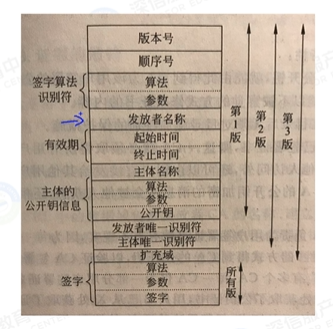 版本号
顺序号
签字算法
识别符
算法
参数
发放者名称
有效期
起始时间
终止时间
主体名称
主体的
公开钥信息
算法
参数
公开钥
发放者唯一识别符
主体唯一识别符
扩充域
签字
算法
参数
签字
第1版
第2版
第3版
所有版